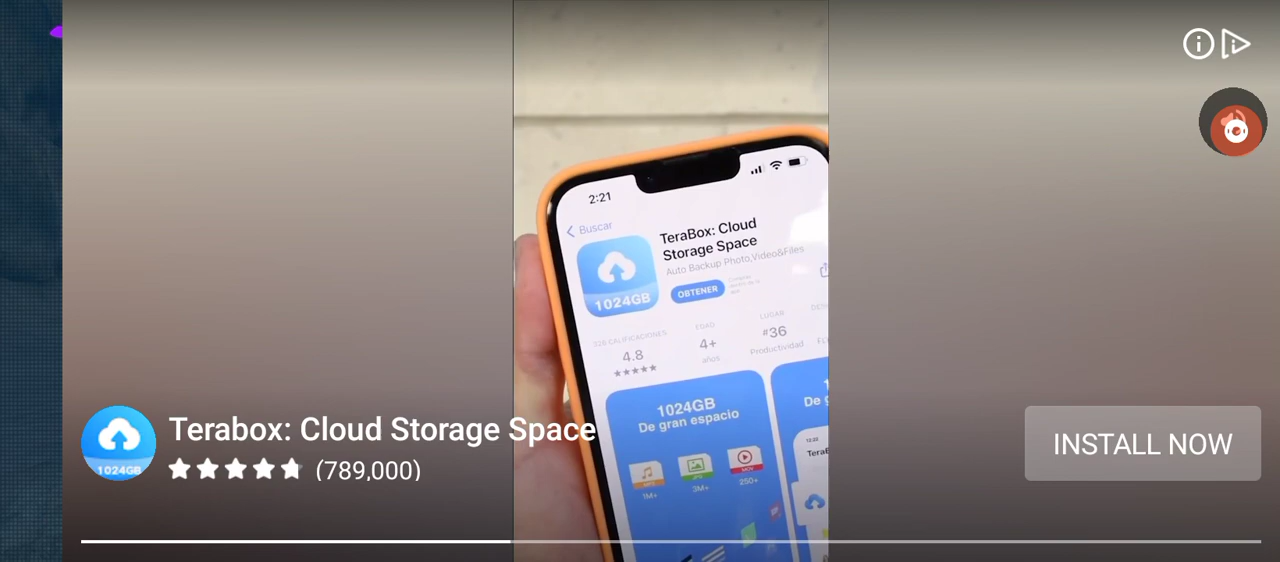 2:21
Buscar
TeraBox: Cloud
Storage Space
Auto Backup Photo,Video&Files
1024GB
OBTENER
CALIFICACIONES
EDAD
LUGAR
4.8
4+
#36
años
Productividad
1024GB
De gran espacio
De g
1M+
3M+
250+
Terabox: Cloud Storage Space
1024GB
(789,000)
INSTALL NOW